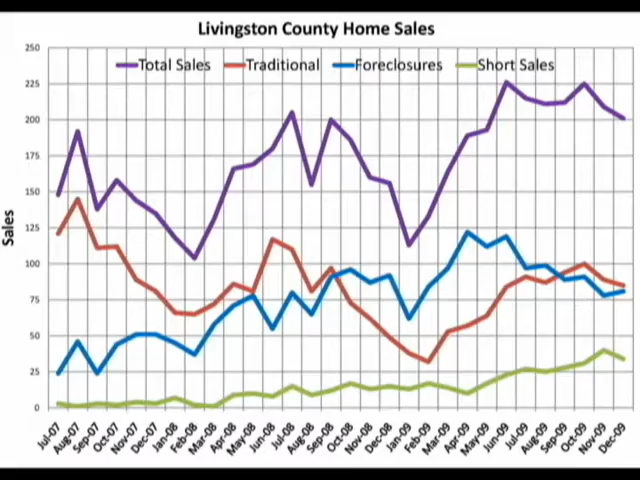 Livingston County Home Sales
Total Sales Traditional Foreclosures Short Sales
250
225
200
175
150
125
100
75
50
25
0
Sales
Jul-07 Aug-07 Sep-07 Oct-07 Nov-07 Dec-07 Jan-08 Feb-08 Mar-08 Apr-08 May-08 Jun-08 Jul-08 Aug-08 Sep-08 Oct-08 Nov-08 Dec-08 Jan-09 Feb-09 Mar-09 Apr-09 May-09 Jun-09 Jul-09 Aug-09 Sep-09 Oct-09 Nov-09 Dec-09